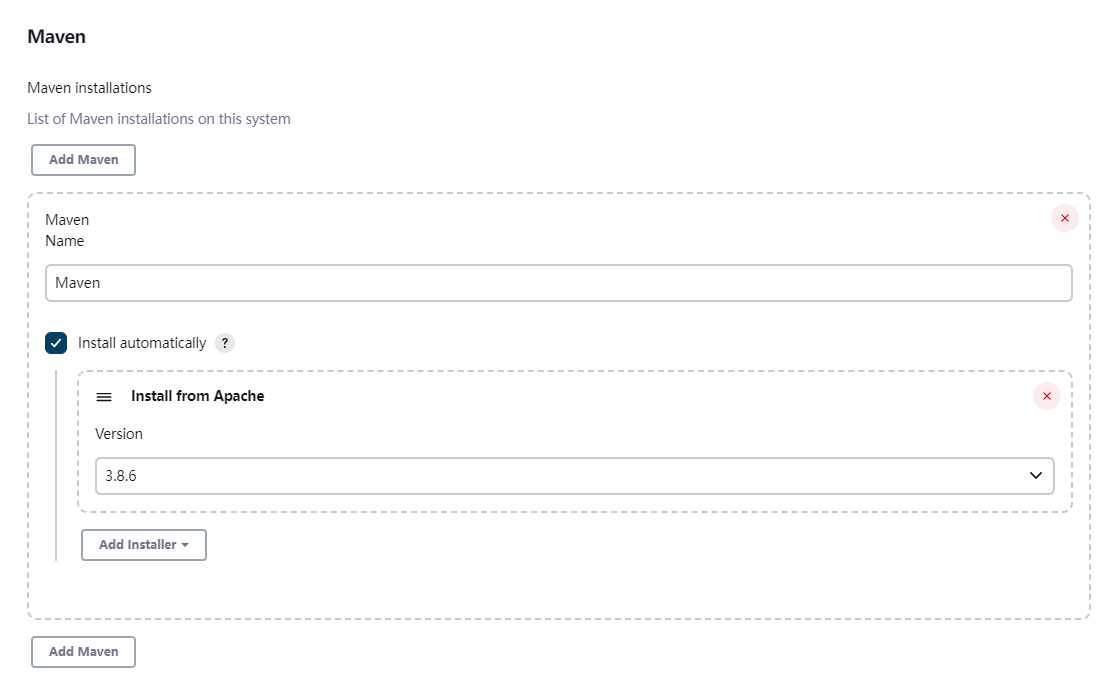 Maven
Maven installations
List of Maven installations on this system
Add Maven
Maven
Name
Maven
Install automatically ?
Install from Apache
Version
3.8.6
Add Installer
Add Maven